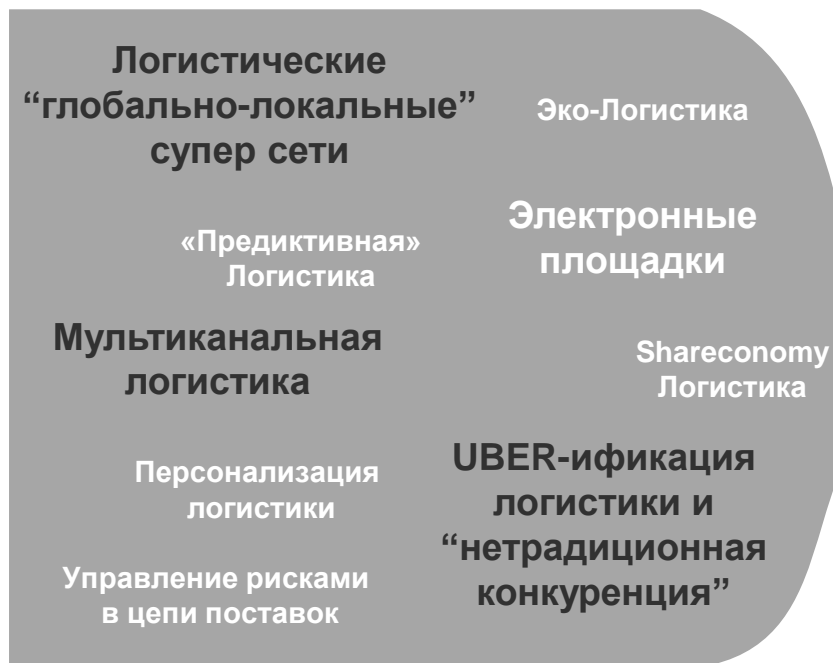 Логистические
“глобально-локальные”
супер сети
Эко-Логистика
Электронные
площадки
«Предиктивная»
Логистика
Мультиканальная
логистика
Shareconomy
Логистика
Персонализация
логистики
UBER-ификация
логистики и
“нетрадиционная
конкуренция”
Управление рисками
в цепи поставок